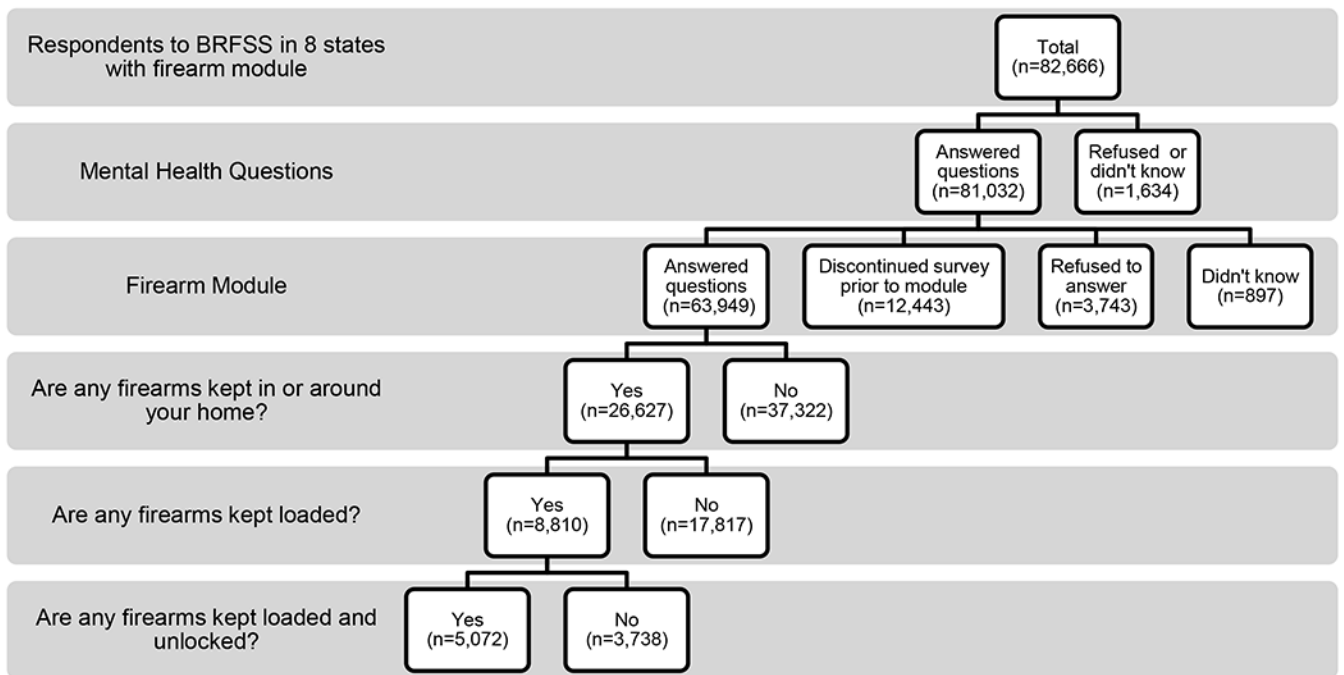 Respondents to BRFSS in 8 states
with firearm module
Total
(n=82,666)
Mental Health Questions
Answered
questions
(n=81,032)
Refused or
didn't know
(n=1,634)
Firearm Module
Answered
questions
(n=63,949)
Discontinued survey
prior to module
(n=12,443)
Refused to
answer
(n=3,743)
Didn't know
(n=897)
Are any firearms kept in or around
your home?
Yes
(n=26,627)
No
(n=37,322)
Are any firearms kept loaded?
Yes
(n=8,810)
No
(n=17,817)
Are any firearms kept loaded and
unlocked?
Yes
(n=5,072)
No
(n=3,738)